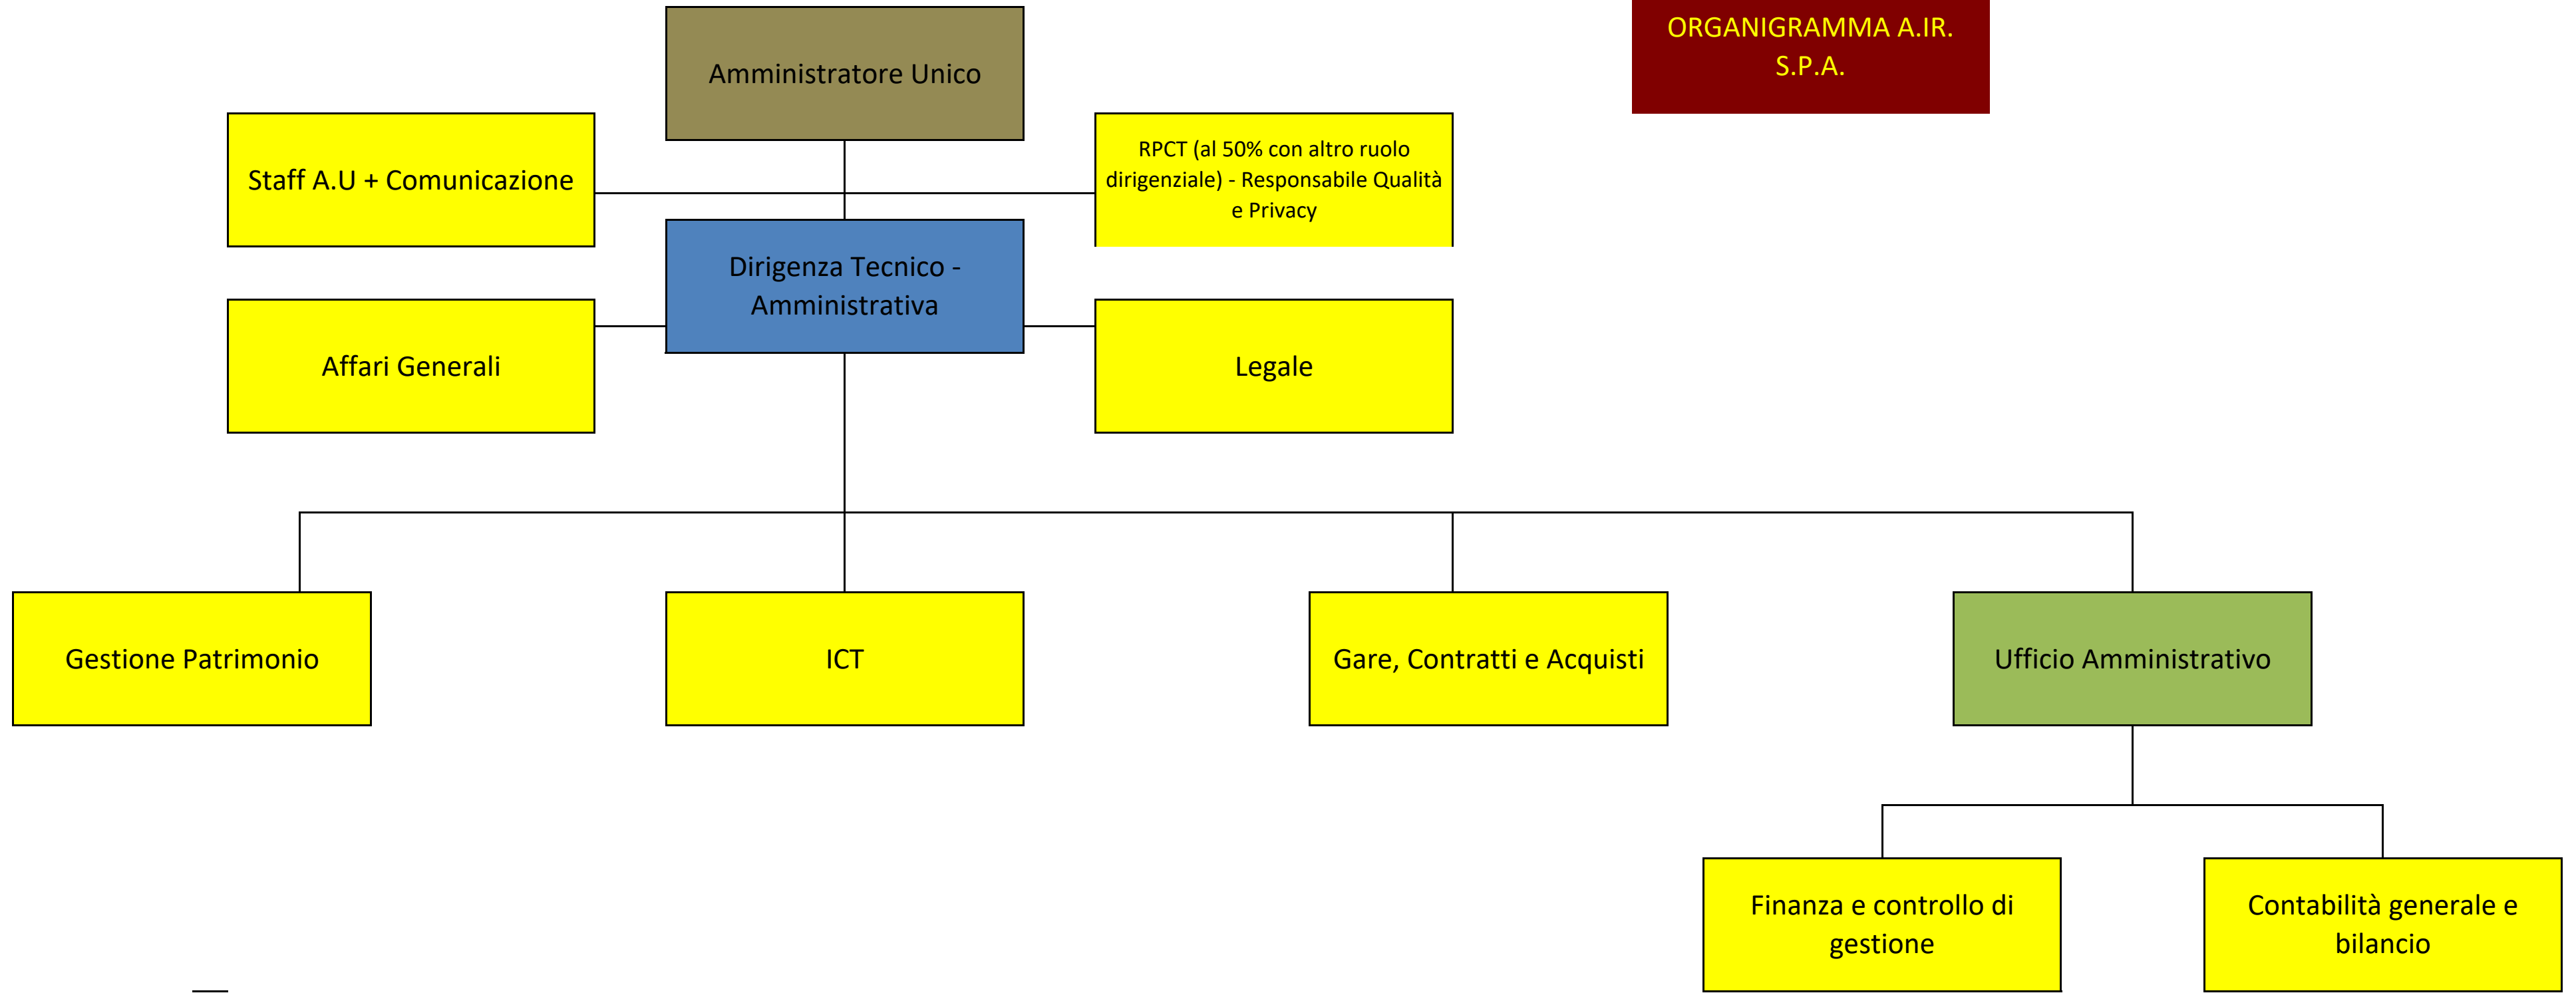 ORGANIGRAMMA A.IR.
S.P.A.
Amministratore Unico
Staff A.U + Comunicazione
RPCT (al 50% con altro ruolo
dirigenziale) - Responsabile Qualità
e Privacy
Dirigenza Tecnico -
Amministrativa
Affari Generali
Legale
Gestione Patrimonio
ICT
Gare, Contratti e Acquisti
Ufficio Amministrativo
Finanza e controllo di
gestione
Contabilità generale e
bilancio